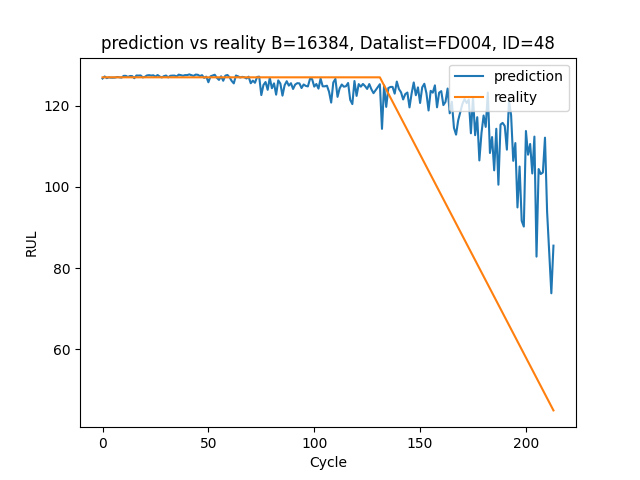 prediction vs reality B=16384, Datalist=FD004, ID=48
prediction
reality
120
100
80
60
RUL
0
50
100
150
200
Cycle